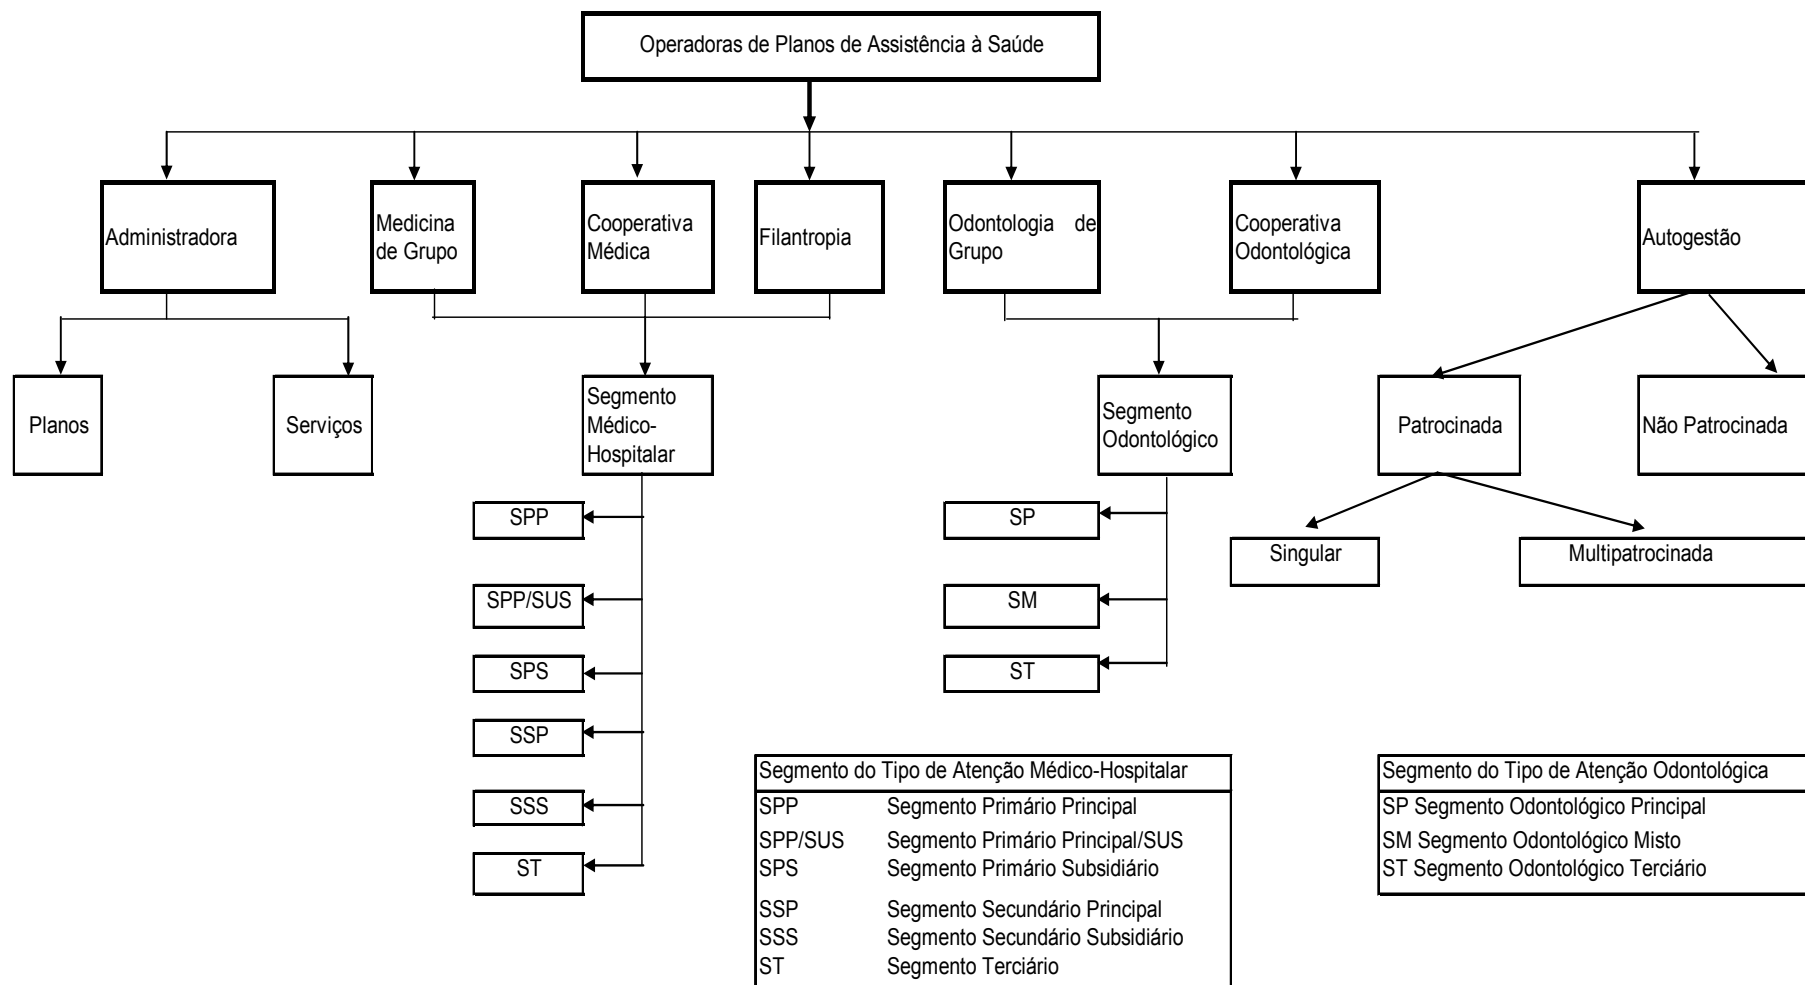 Operadoras de Planos de Assistência à Saúde
Administradora
Medicina
de Grupo
Cooperativa
Médica
Filantropia
Odontologia de
Grupo
Cooperativa
Odontológica
Autogestão
Planos
Serviços
Segmento
Médico-
Hospitalar
Segmento
Odontológico
Patrocinada
Não Patrocinada
SPP
SPP/SUS
SPS
SSP
SSS
ST
SP
SM
ST
Singular
Multipatrocinada
Segmento do Tipo de Atenção Médico-Hospitalar
SPP Segmento Primário Principal
SPP/SUS Segmento Primário Principal/SUS
SPS Segmento Primário Subsidiário
SSP Segmento Secundário Principal
SSS Segmento Secundário Subsidiário
ST Segmento Terciário
Segmento do Tipo de Atenção Odontológica
SP Segmento Odontológico Principal
SM Segmento Odontológico Misto
ST Segmento Odontológico Terciário